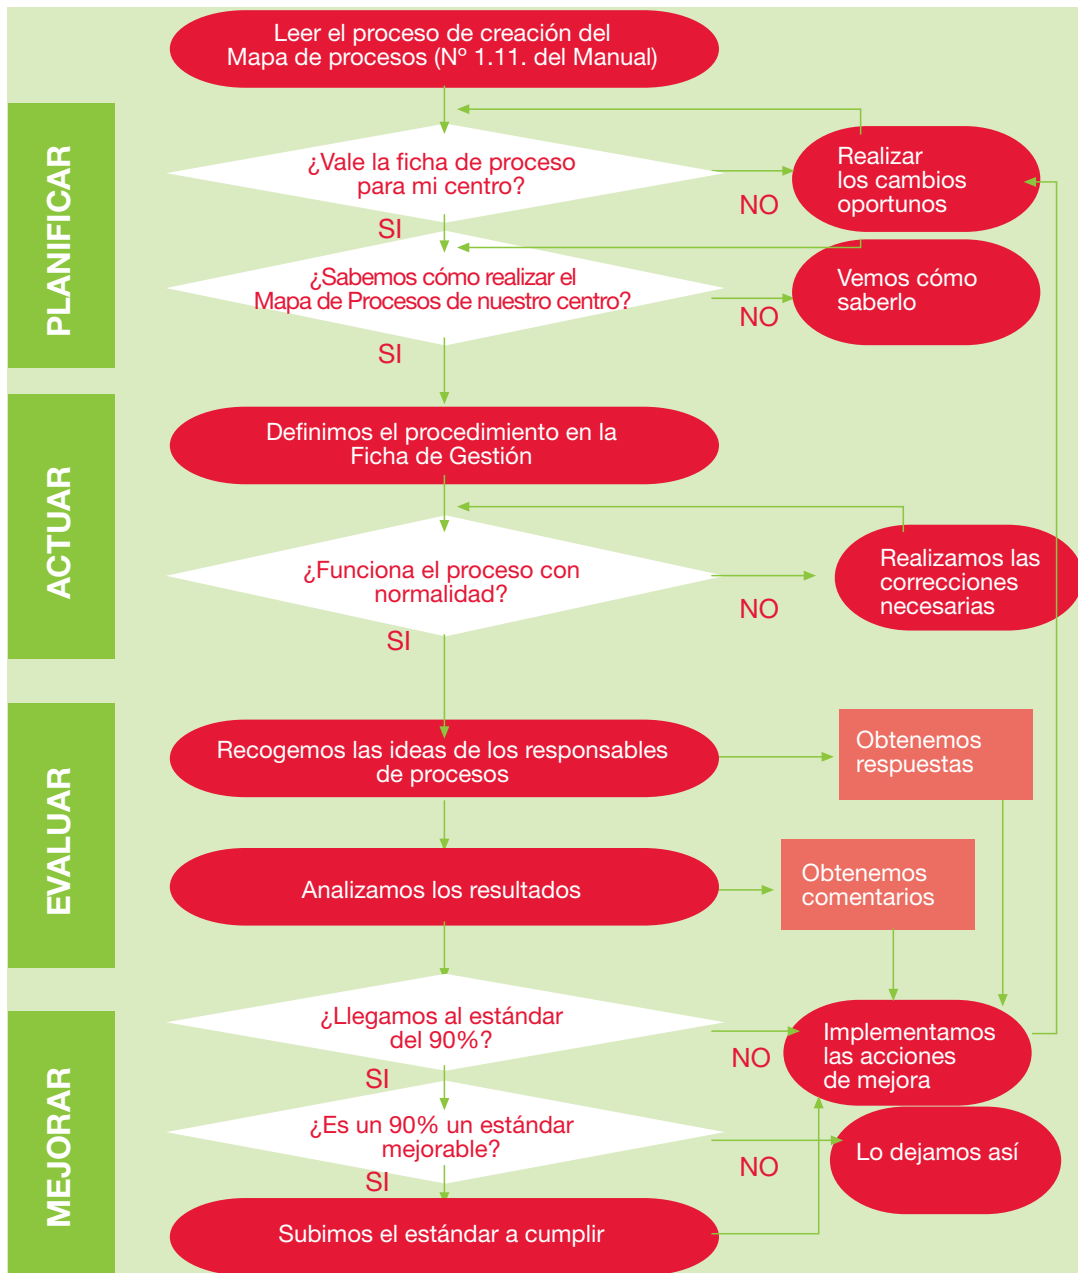 Leer el proceso de creación del
Mapa de procesos (Nº 1.11. del Manual)
PLANIFICAR
¿Vale la ficha de proceso
para mi centro?
Realizar
los cambios
oportunos
NO
SI
¿Sabemos cómo realizar el
Mapa de Procesos de nuestro centro?
Vemos cómo
saberlo
NO
SI
ACTUAR
Definimos el procedimiento en la
Ficha de Gestión
¿Funciona el proceso con
normalidad?
Realizamos las
correcciones
necesarias
NO
SI
EVALUAR
Recogemos las ideas de los responsables
de procesos
Obtenemos
respuestas
Analizamos los resultados
Obtenemos
comentarios
MEJORAR
¿Llegamos al estándar
del 90%?
Implementamos
las acciones
de mejora
NO
SI
¿Es un 90% un estándar
mejorable?
Lo dejamos así
NO
SI
Subimos el estándar a cumplir